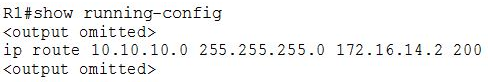 R1#show running-config
<output omitted>
ip route 10.10.10.0 255.255.255.0 172.16.14.2 200
<output omitted>